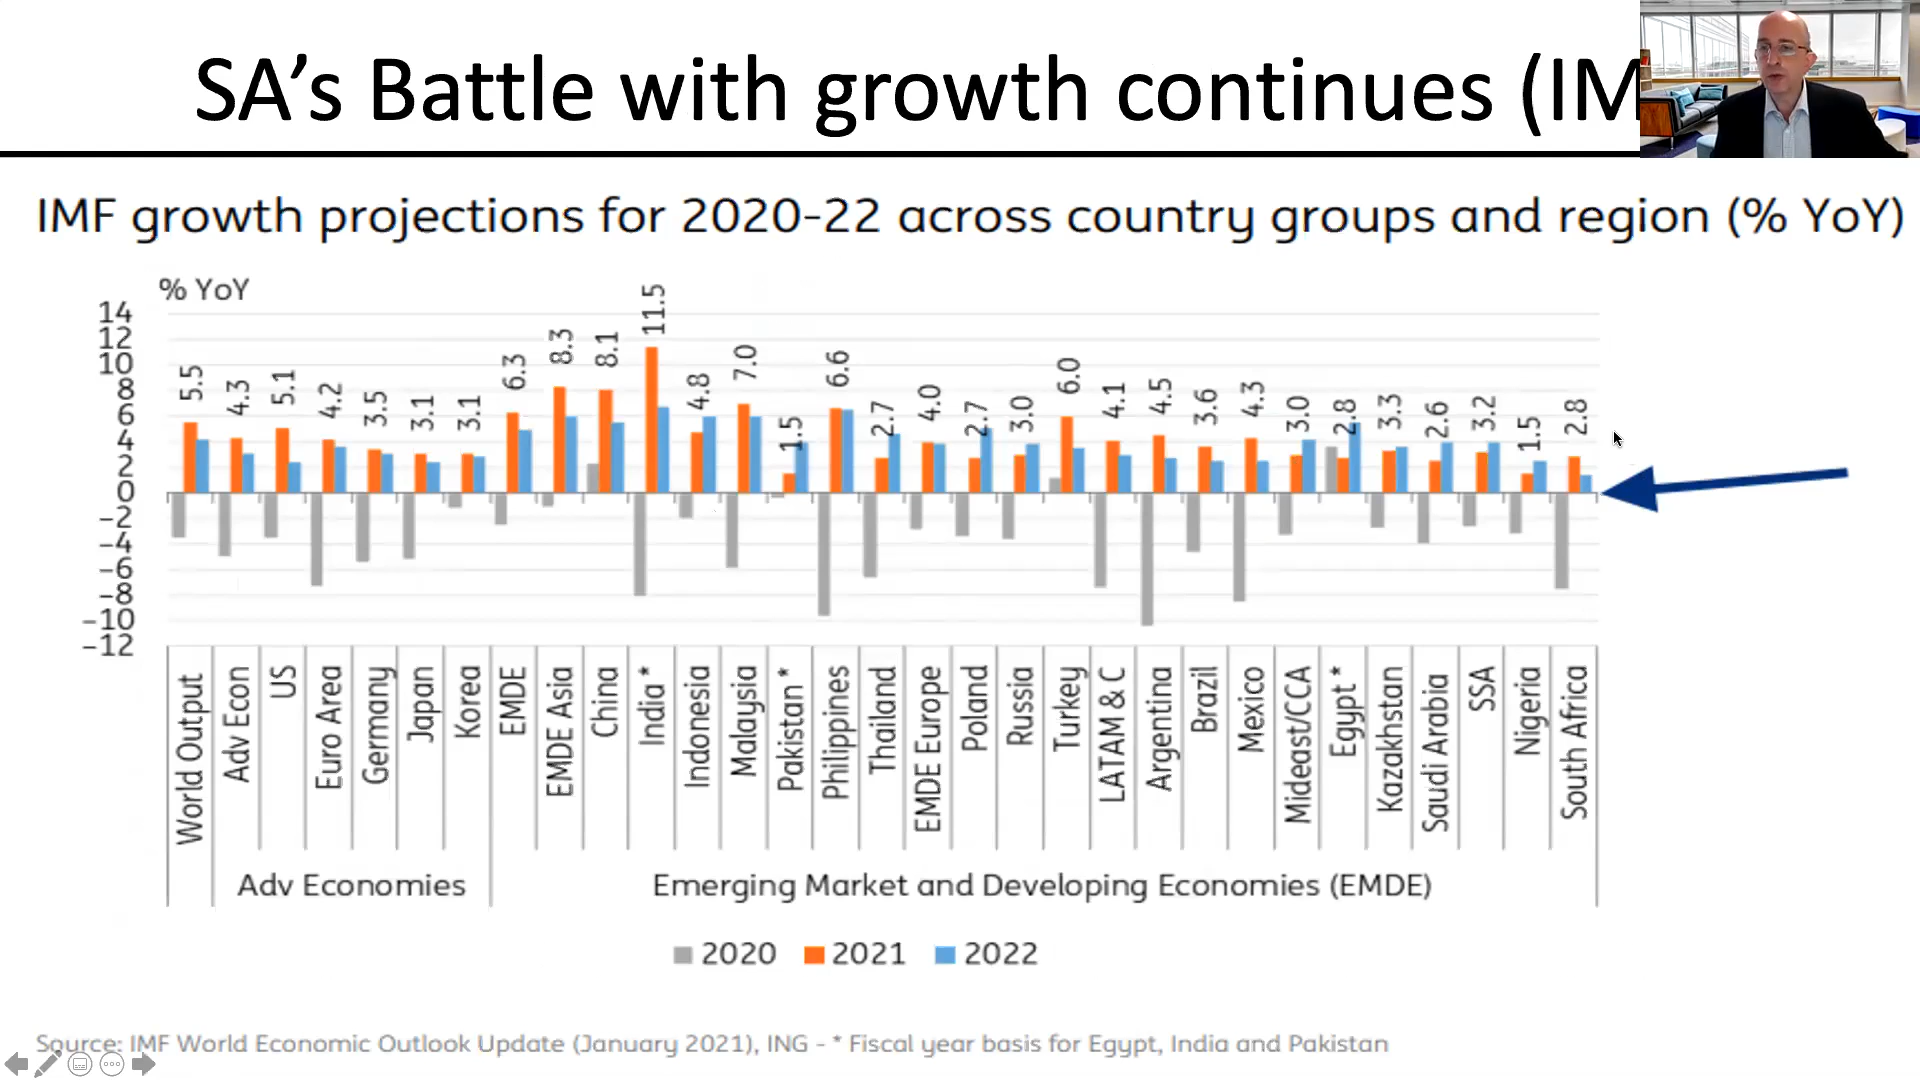 SA's Battle with growth continues (IM
IMF growth projections for 2020-22 across country groups and region (% YoY)
% YoY
14
12
10
8
6
4
2
0
−2
−4
−6
−8
−10
−12
5.5
4.3
5.1
4.2
3.5
3.1
3.1
6.3
8.3
8.1
11.5
4.8
7.0
1.5
6.6
2.7
4.0
2.7
3.0
6.0
4.1
4.5
3.6
4.3
3.0
2.8
3.3
2.6
3.2
1.5
2.8
World Output
Adv Econ
US
Euro Area
Germany
Japan
Korea
EMDE
EMDE Asia
China
India *
Indonesia
Malaysia
Pakistan *
Philippines
Thailand
EMDE Europe
Poland
Russia
Turkey
LATAM & C
Argentina
Brazil
Mexico
Mideast/CCA
Egypt *
Kazakhstan
Saudi Arabia
SSA
Nigeria
South Africa
Adv Economies
Emerging Market and Developing Economies (EMDE)
2020 2021 2022
Source: IMF World Economic Outlook Update (January 2021), ING - * Fiscal year basis for Egypt, India and Pakistan